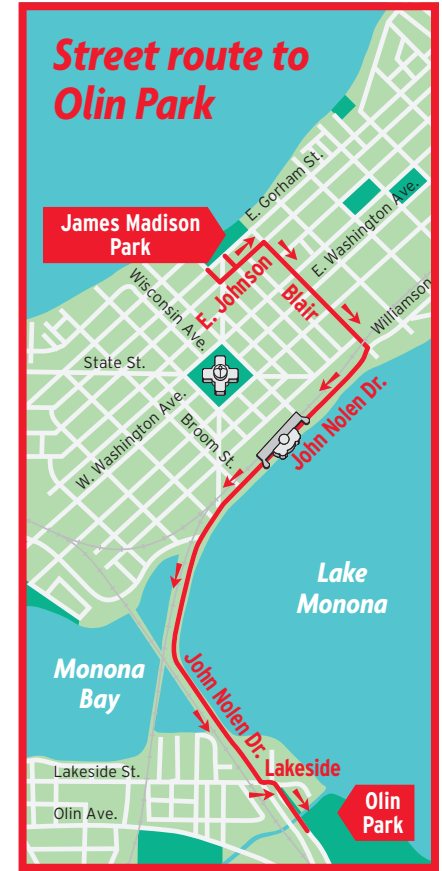 Street route to
Olin Park
E. Gorham St.
James Madison
Park
E. Washington Ave.
E. Johnson
Blair
Wisconsin Ave.
Williamson
State St.
W. Washington Ave.
Broom St.
John Nolen Dr.
Lake
Monona
Monona
Bay
John Nolen Dr.
Lakeside St.
Lakeside
Olin Ave.
Olin
Park